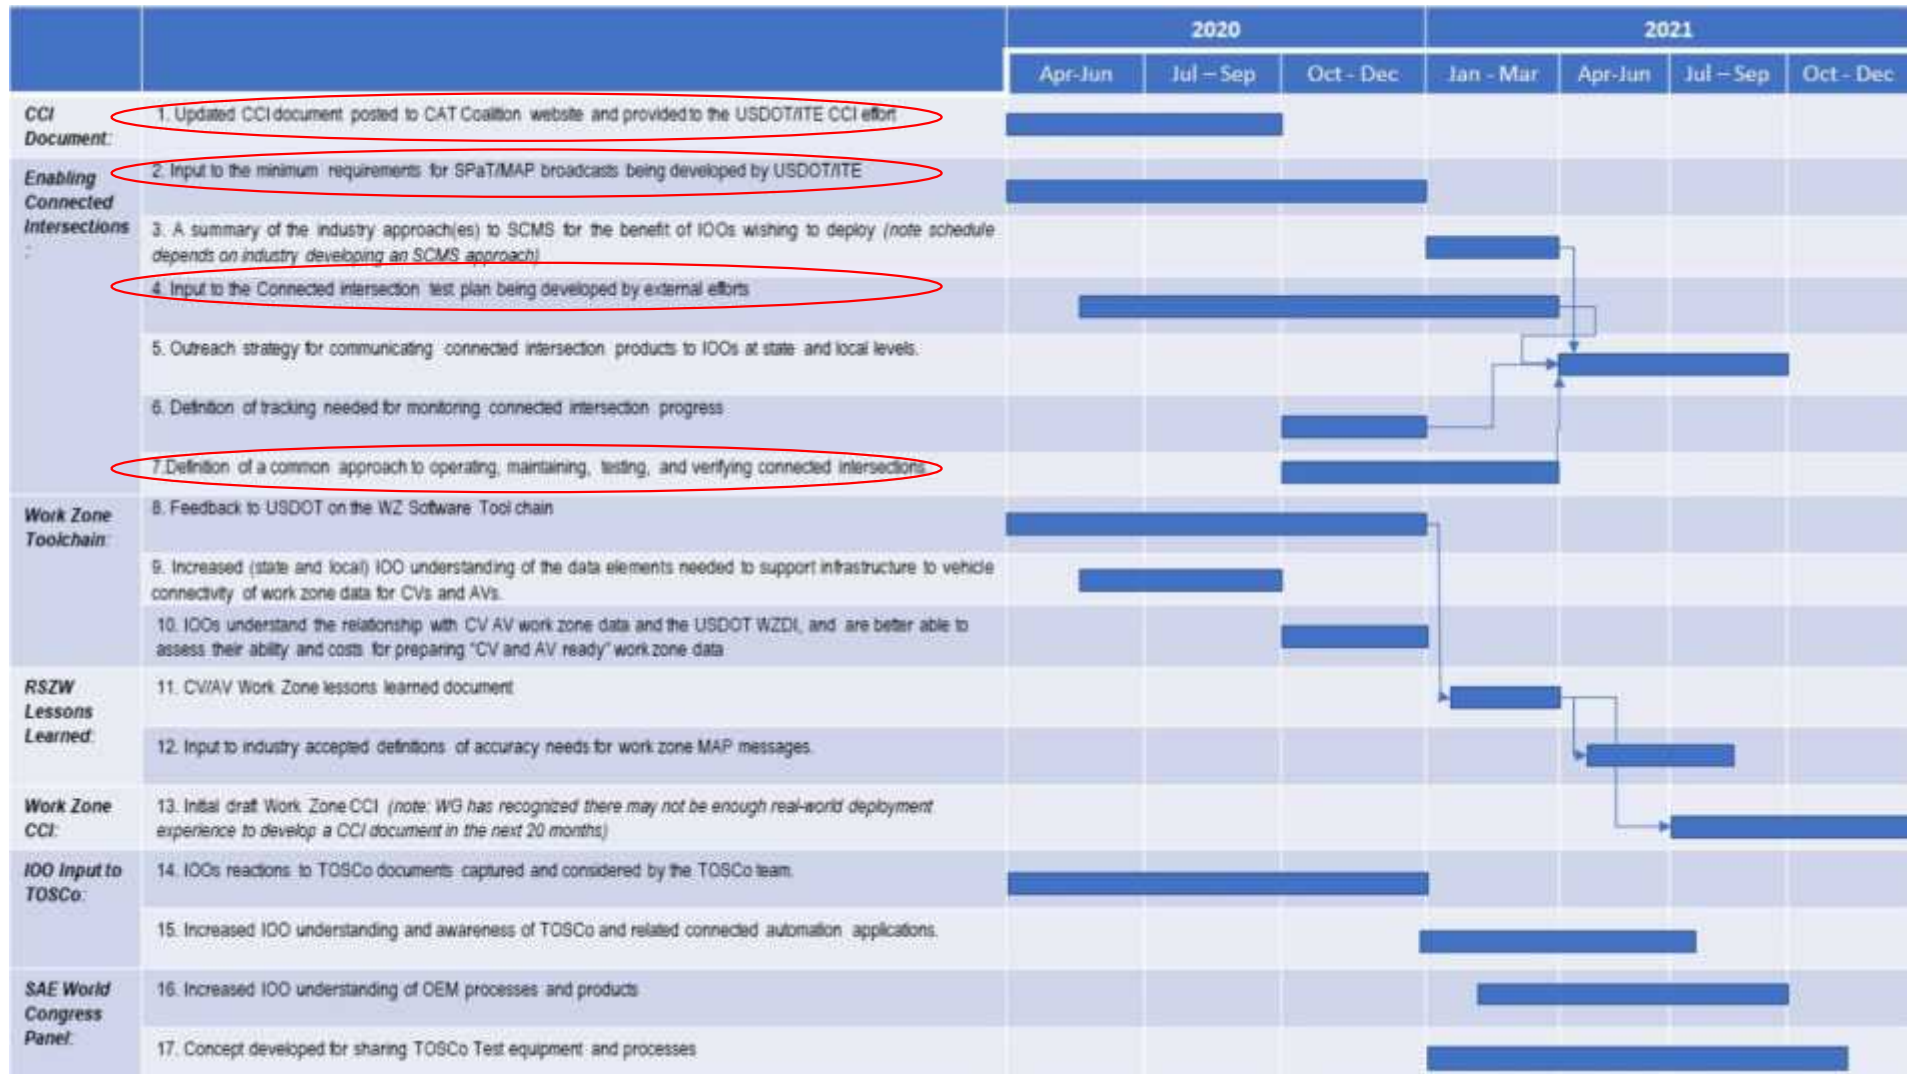 2020
2021
Apr-Jun
Jul – Sep
Oct - Dec
Jan - Mar
Apr-Jun
Jul – Sep
Oct - Dec
CCI
Document:
1. Updated CCI document posted to CAT Coalition website and provided to the USDOT/ITE CCI effort
Enabling
Connected
Intersections
:
2. Input to the minimum requirements for SPaT/MAP broadcasts being developed by USDOT/ITE
3. A summary of the industry approach(es) to SCMS for the benefit of IOOs wishing to deploy (note schedule
depends on industry developing an SCMS approach)
4. Input to the Connected intersection test plan being developed by external efforts
5. Outreach strategy for communicating connected intersection products to IOOs at state and local levels.
6. Definition of tracking needed for monitoring connected intersection progress
7.Definition of a common approach to operating, maintaining, testing, and verifying connected intersections.
Work Zone
Toolchain:
8. Feedback to USDOT on the WZ Software Tool chain
9. Increased (state and local) IOO understanding of the data elements needed to support infrastructure to vehicle
connectivity of work zone data for CVs and AVs.
10. IOOs understand the relationship with CV AV work zone data and the USDOT WZDI, and are better able to
assess their ability and costs for preparing "CV and AV ready" work zone data
RSZW
Lessons
Learned:
11. CV/AV Work Zone lessons learned document
12. Input to industry accepted definitions of accuracy needs for work zone MAP messages.
Work Zone
CCI:
13. Initial draft Work Zone CCI (note: WG has recognized there may not be enough real-world deployment
experience to develop a CCI document in the next 20 months)
IOO Input to
TOSCo:
14. IOOs reactions to TOSCo documents captured and considered by the TOSCo team.
15. Increased IOO understanding and awareness of TOSCo and related connected automation applications.
SAE World
Congress
Panel:
16. Increased IOO understanding of OEM processes and products
17. Concept developed for sharing TOSCo Test equipment and processes